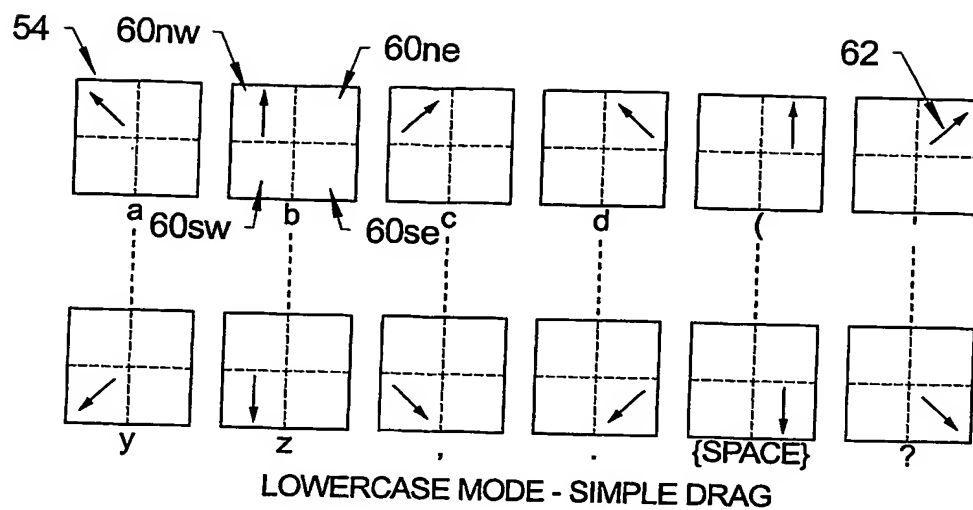 54 60nw 60ne 62
a b c d ( '
60sw 60se
y z , . {SPACE} ?
LOWERCASE MODE - SIMPLE DRAG